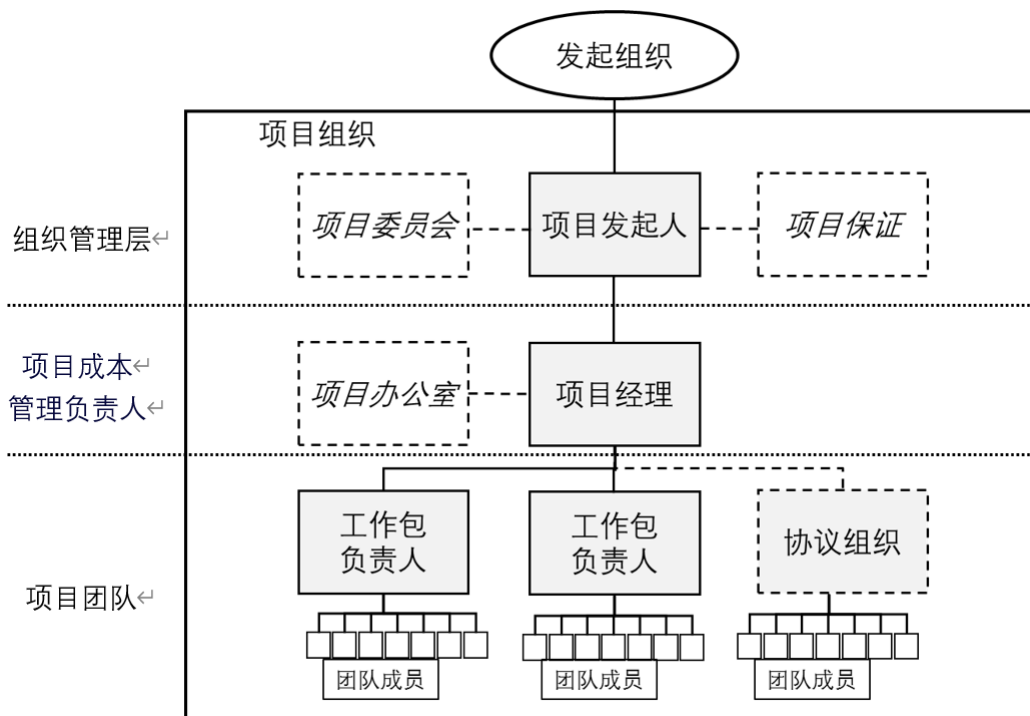 发起组织
项目组织
组织管理层↵
项目委员会
项目发起人
项目保证
项目成本↵
管理负责人↵
项目办公室
项目经理
项目团队↵
工作包
负责人
工作包
负责人
协议组织
团队成员
团队成员
团队成员